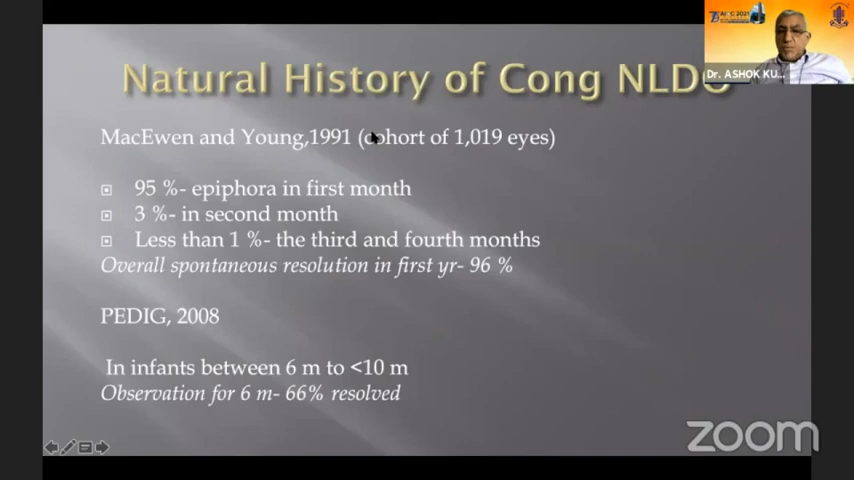 Natural History of Cong NLDO
MacEwen and Young,1991 (cohort of 1,019 eyes)
95 %- epiphora in first month
3 %- in second month
Less than 1 %- the third and fourth months
Overall spontaneous resolution in first yr- 96 %
PEDIG, 2008
In infants between 6 m to <10 m
Observation for 6 m- 66% resolved
Dr. ASHOK KU...
zoom